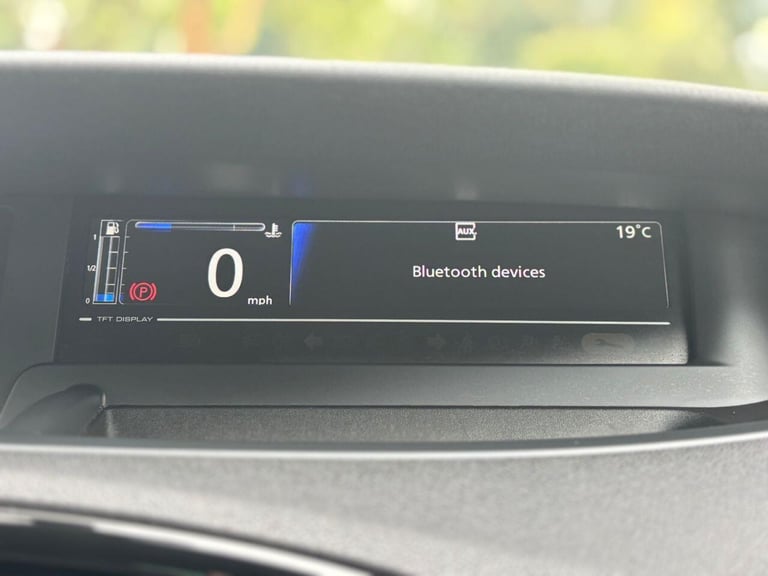 AUX
19°C
1
1/2
0
P
0
mph
Bluetooth devices
TFT DISPLAY